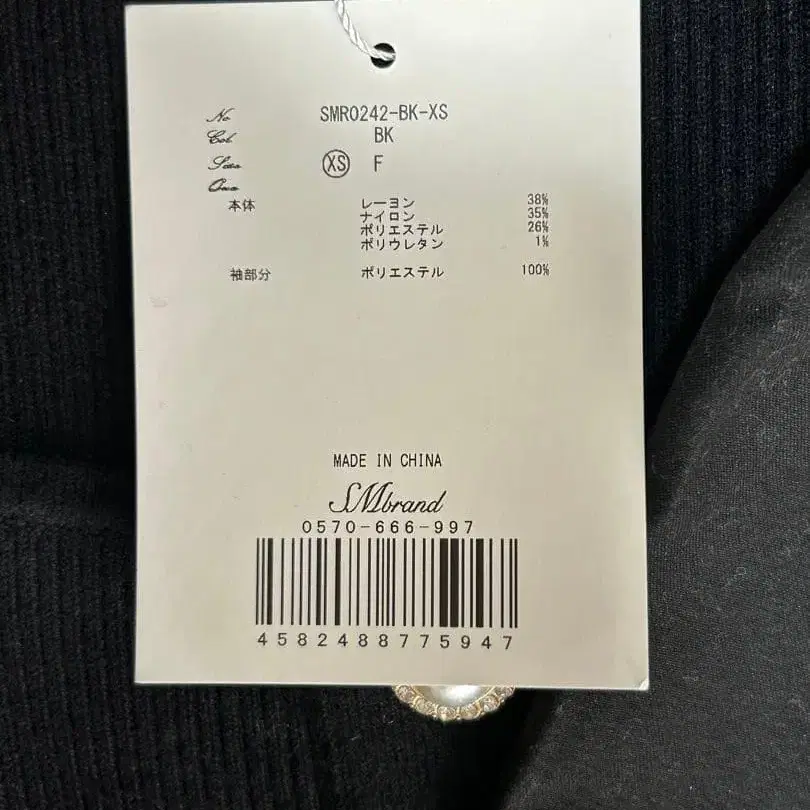 No SMR0242-BK-XS
Col BK
Size XS F
本体 レーヨン 38%
ナイロン 35%
ポリエステル 26%
ポリウレタン 1%
袖部分 ポリエステル 100%
MADE IN CHINA
SMbrand
0570-666-997
4582488775947